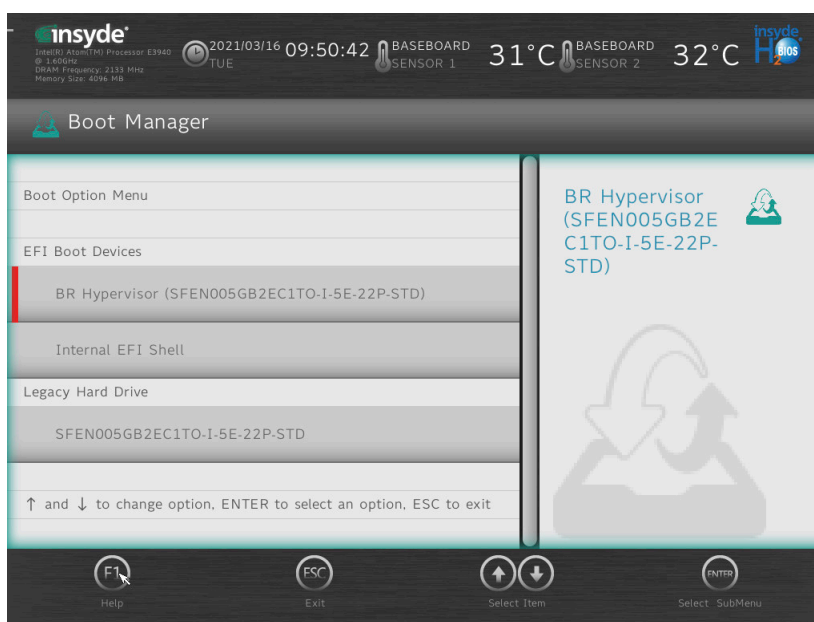 insyde®
Intel(R) Atom(TM) Processor E3940
@ 1.60GHz
DRAM Frequency: 2133 MHz
Memory Size: 4096 MB
2021/03/16
TUE
09:50:42
BASEBOARD
SENSOR 1
31°C
BASEBOARD
SENSOR 2
32°C
insyde
H2O BIOS
Boot Manager
Boot Option Menu
EFI Boot Devices
BR Hypervisor (SFEN005GB2EC1TO-I-5E-22P-STD)
Internal EFI Shell
Legacy Hard Drive
SFEN005GB2EC1TO-I-5E-22P-STD
↑ and ↓ to change option, ENTER to select an option, ESC to exit
BR Hypervisor
(SFEN005GB2E
C1TO-I-5E-22P-
STD)
F1
Help
ESC
Exit
Select Item
ENTER
Select SubMenu